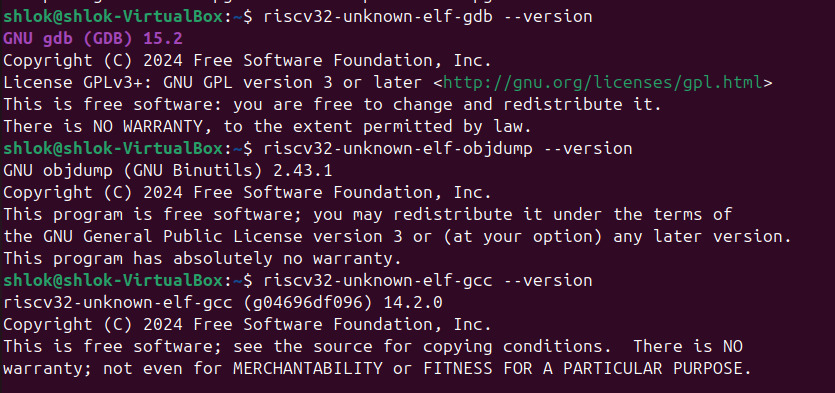 shlok@shlok-VirtualBox:~$ riscv32-unknown-elf-gdb --version
GNU gdb (GDB) 15.2
Copyright (C) 2024 Free Software Foundation, Inc.
License GPLv3+: GNU GPL version 3 or later <http://gnu.org/licenses/gpl.html>
This is free software: you are free to change and redistribute it.
There is NO WARRANTY, to the extent permitted by law.
shlok@shlok-VirtualBox:~$ riscv32-unknown-elf-objdump --version
GNU objdump (GNU Binutils) 2.43.1
Copyright (C) 2024 Free Software Foundation, Inc.
This program is free software; you may redistribute it under the terms of
the GNU General Public License version 3 or (at your option) any later version.
This program has absolutely no warranty.
shlok@shlok-VirtualBox:~$ riscv32-unknown-elf-gcc --version
riscv32-unknown-elf-gcc (g04696df096) 14.2.0
Copyright (C) 2024 Free Software Foundation, Inc.
This is free software; see the source for copying conditions.  There is NO
warranty; not even for MERCHANTABILITY or FITNESS FOR A PARTICULAR PURPOSE.